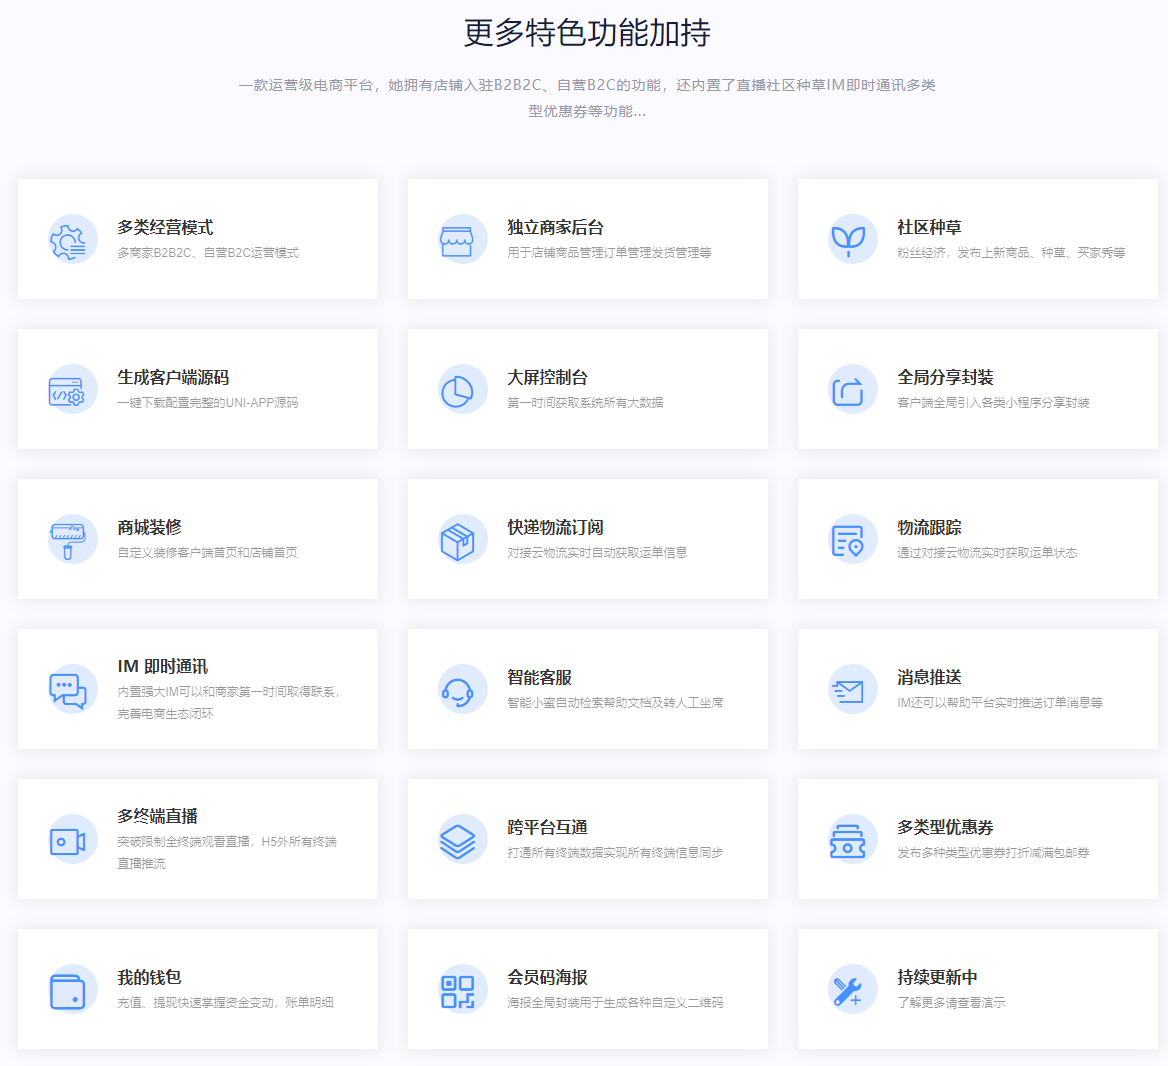 更多特色功能加持
一款运营级电商平台，她拥有店铺入驻B2B2C、自营B2C的功能，还内置了直播社区种草IM即时通讯多类
型优惠券等功能...
多类经营模式
多商家B2B2C、自营B2C运营模式
独立商家后台
用于店铺商品管理订单管理发货管理等
社区种草
粉丝经济，发布上新商品、种草、买家秀等
生成客户端源码
一键下载配置完整的UNI-APP源码
大屏控制台
第一时间获取系统所有大数据
全局分享封装
客户端全局引入各类小程序分享封装
商城装修
自定义装修客户端首页和店铺首页
快递物流订阅
对接云物流实时自动获取运单信息
物流跟踪
通过对接云物流实时获取运单状态
IM 即时通讯
内置强大IM可以和商家第一时间取得联系，
完善电商生态闭环
智能客服
智能小蜜自动检索帮助文档及转人工坐席
消息推送
IM还可以帮助平台实时推送订单消息等
多终端直播
突破限制全终端观看直播，H5外所有终端
直播推流
跨平台互通
打通所有终端数据实现所有终端信息同步
多类型优惠券
发布多种类型优惠券打折减满包邮券
我的钱包
充值、提现快速掌握资金变动，账单明细
会员码海报
海报全局封装用于生成各种自定义二维码
持续更新中
了解更多请查看演示